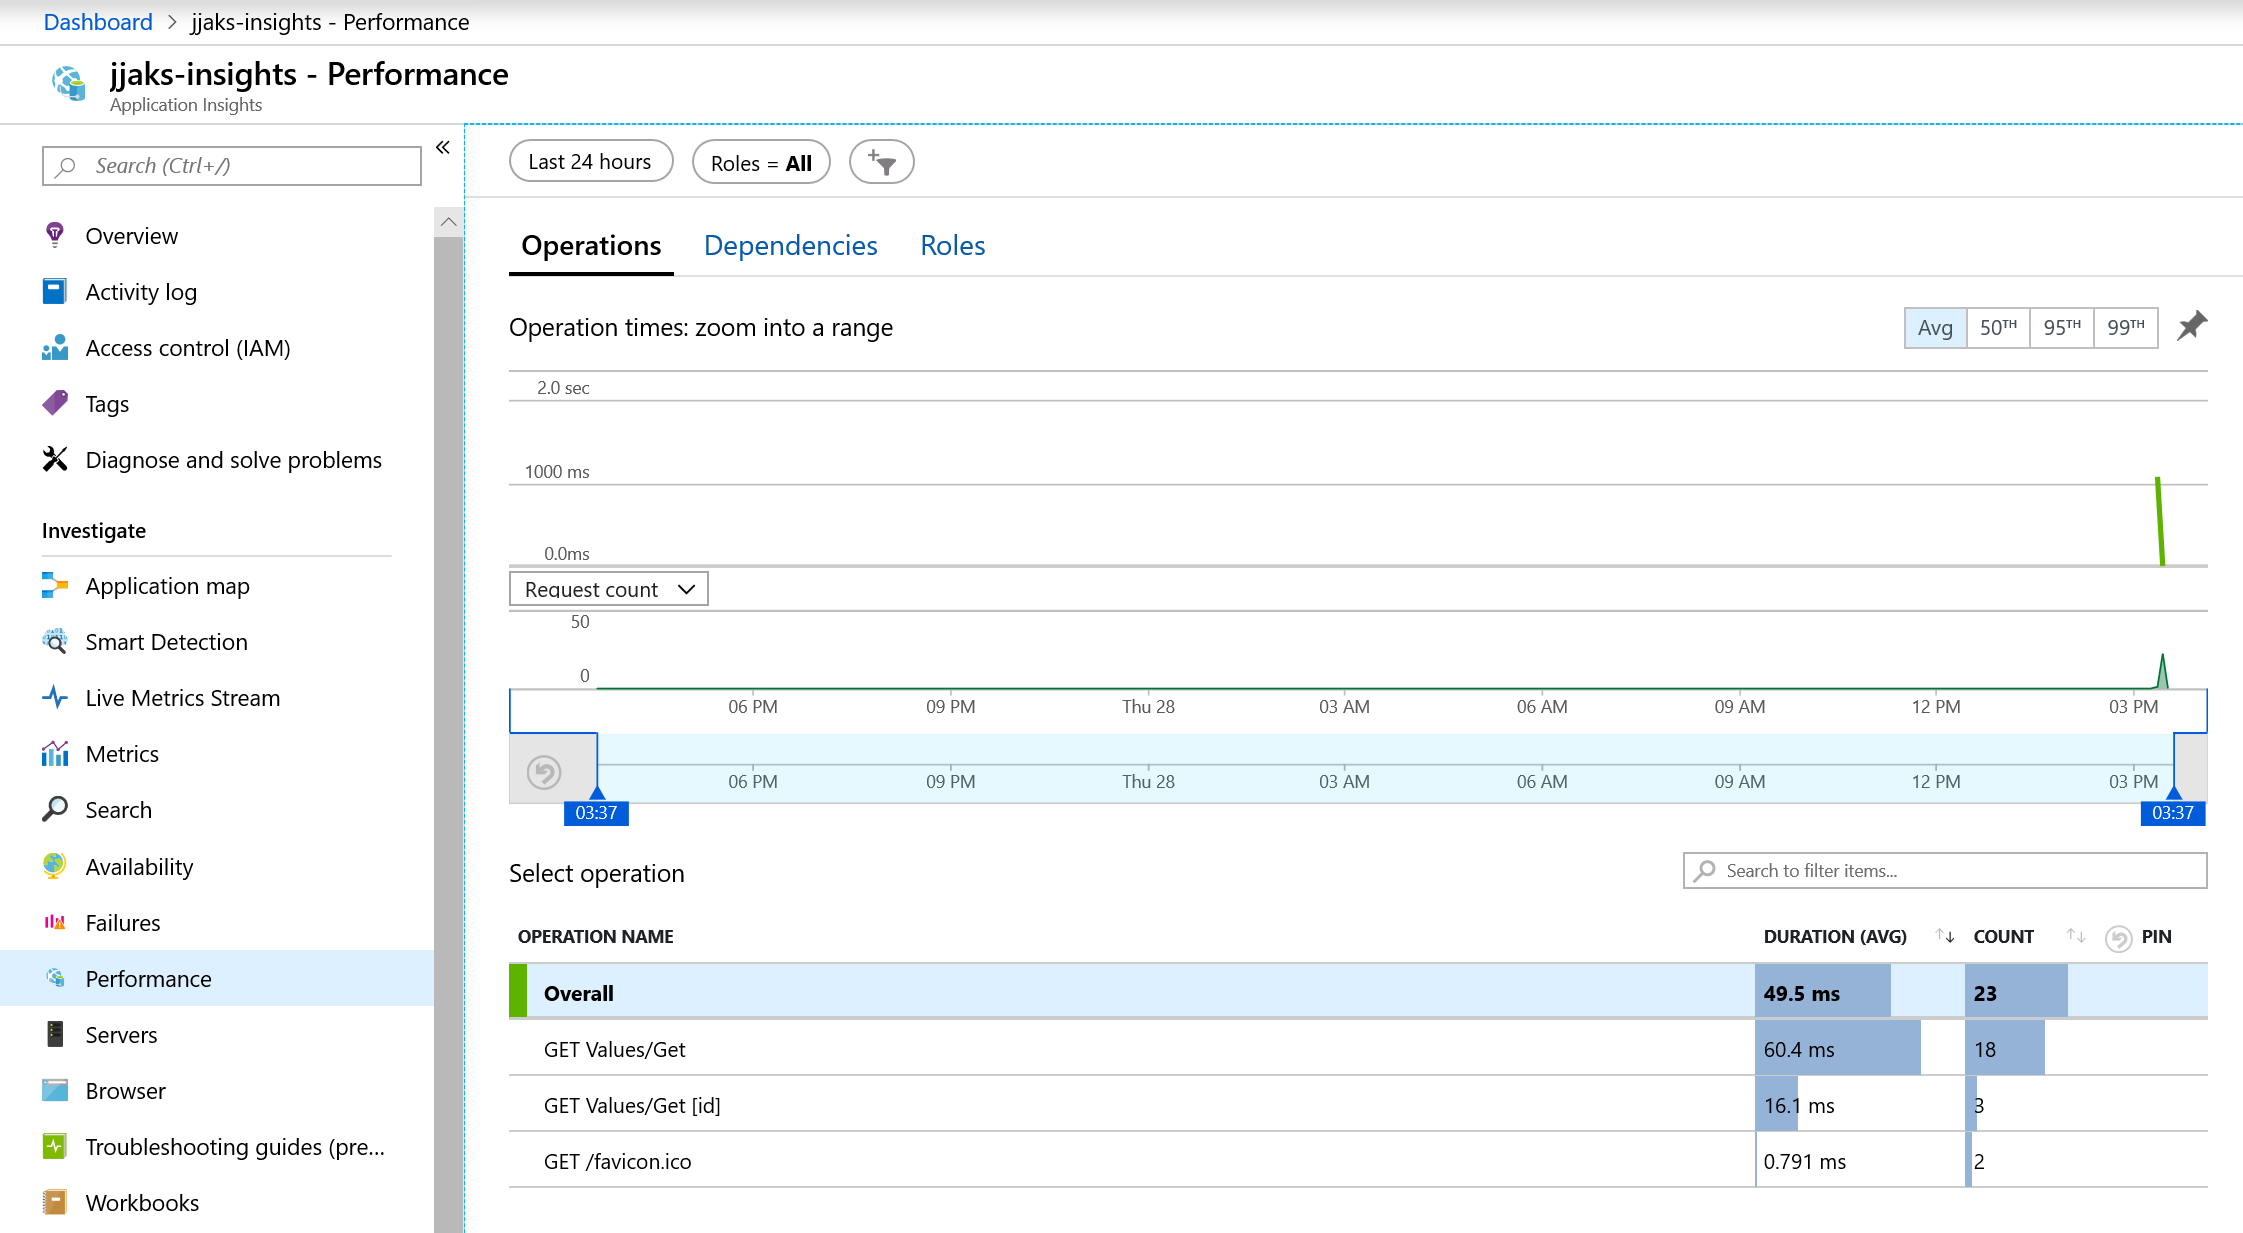 Dashboard > jjaks-insights - Performance
jjaks-insights - Performance
Application Insights
Search (Ctrl+/)
«
Overview
Activity log
Access control (IAM)
Tags
Diagnose and solve problems
Investigate
Application map
Smart Detection
Live Metrics Stream
Metrics
Search
Availability
Failures
Performance
Servers
Browser
Troubleshooting guides (pre...
Workbooks
Last 24 hours
Roles = All
Operations Dependencies Roles
Operation times: zoom into a range
Avg 50TH 95TH 99TH
2.0 sec
1000 ms
0.0ms
Request count
50
0
06 PM 09 PM Thu 28 03 AM 06 AM 09 AM 12 PM 03 PM
06 PM 09 PM Thu 28 03 AM 06 AM 09 AM 12 PM 03 PM
03:37 03:37
Select operation
Search to filter items...
OPERATION NAME DURATION (AVG) ↑↓ COUNT ↑↓ PIN
Overall 49.5 ms 23
GET Values/Get 60.4 ms 18
GET Values/Get [id] 16.1 ms 3
GET /favicon.ico 0.791 ms 2